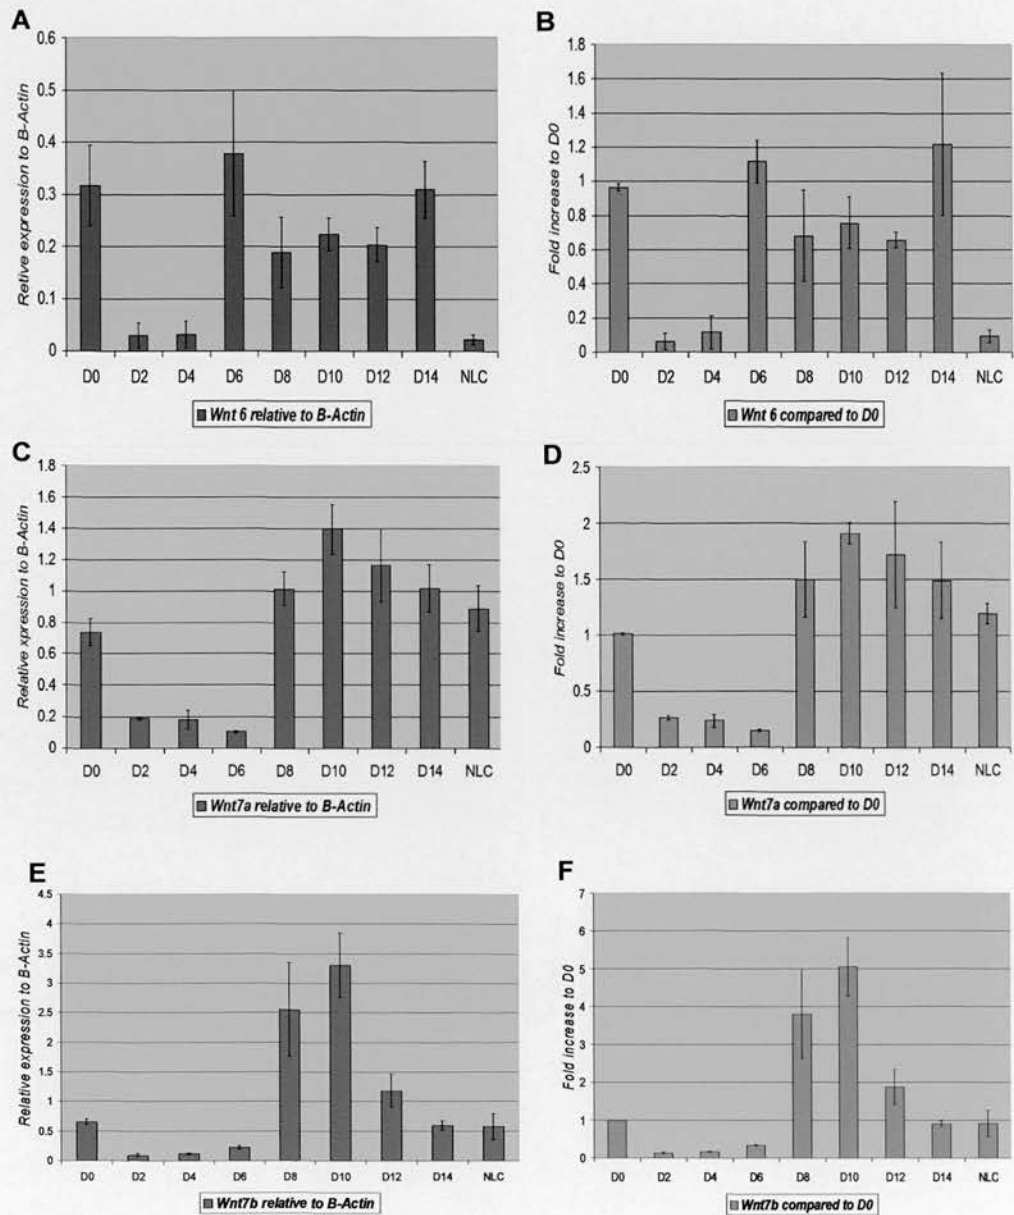 A
Retive expression to B-Actin
0.6
0.5
0.4
0.3
0.2
0.1
0
D0 D2 D4 D6 D8 D10 D12 D14 NLC
Wnt 6 relative to B-Actin
B
Fold increase to D0
1.8
1.6
1.4
1.2
1
0.8
0.6
0.4
0.2
0
D0 D2 D4 D6 D8 D10 D12 D14 NLC
Wnt 6 compared to D0
C
Relative xpression to B-Actin
1.8
1.6
1.4
1.2
1
0.8
0.6
0.4
0.2
0
D0 D2 D4 D6 D8 D10 D12 D14 NLC
Wnt7a relative to B-Actin
D
Fold increase to D0
2.5
2
1.5
1
0.5
0
D0 D2 D4 D6 D8 D10 D12 D14 NLC
Wnt7a compared to D0
E
Relative expression to B-Actin
4.5
4
3.5
3
2.5
2
1.5
1
0.5
0
D0 D2 D4 D6 D8 D10 D12 D14 NLC
Wnt7b relative to B-Actin
F
Fold increase to D0
7
6
5
4
3
2
1
0
D0 D2 D4 D6 D8 D10 D12 D14 NLC
Wnt7b compared to D0